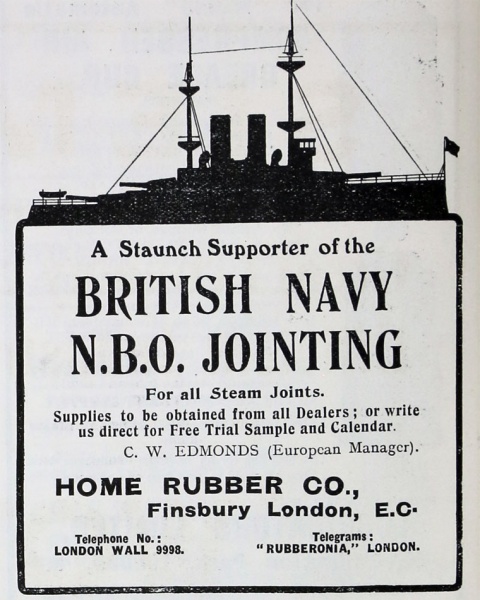 A Staunch Supporter of the
BRITISH NAVY
N.B.O. JOINTING
For all Steam Joints.
Supplies to be obtained from all Dealers; or write
us direct for Free Trial Sample and Calendar.
C. W. EDMONDS (European Manager).
HOME RUBBER CO.,
Finsbury London, E.C.
Telephone No.:
LONDON WALL 9998.
Telegrams:
"RUBBERONIA," LONDON.